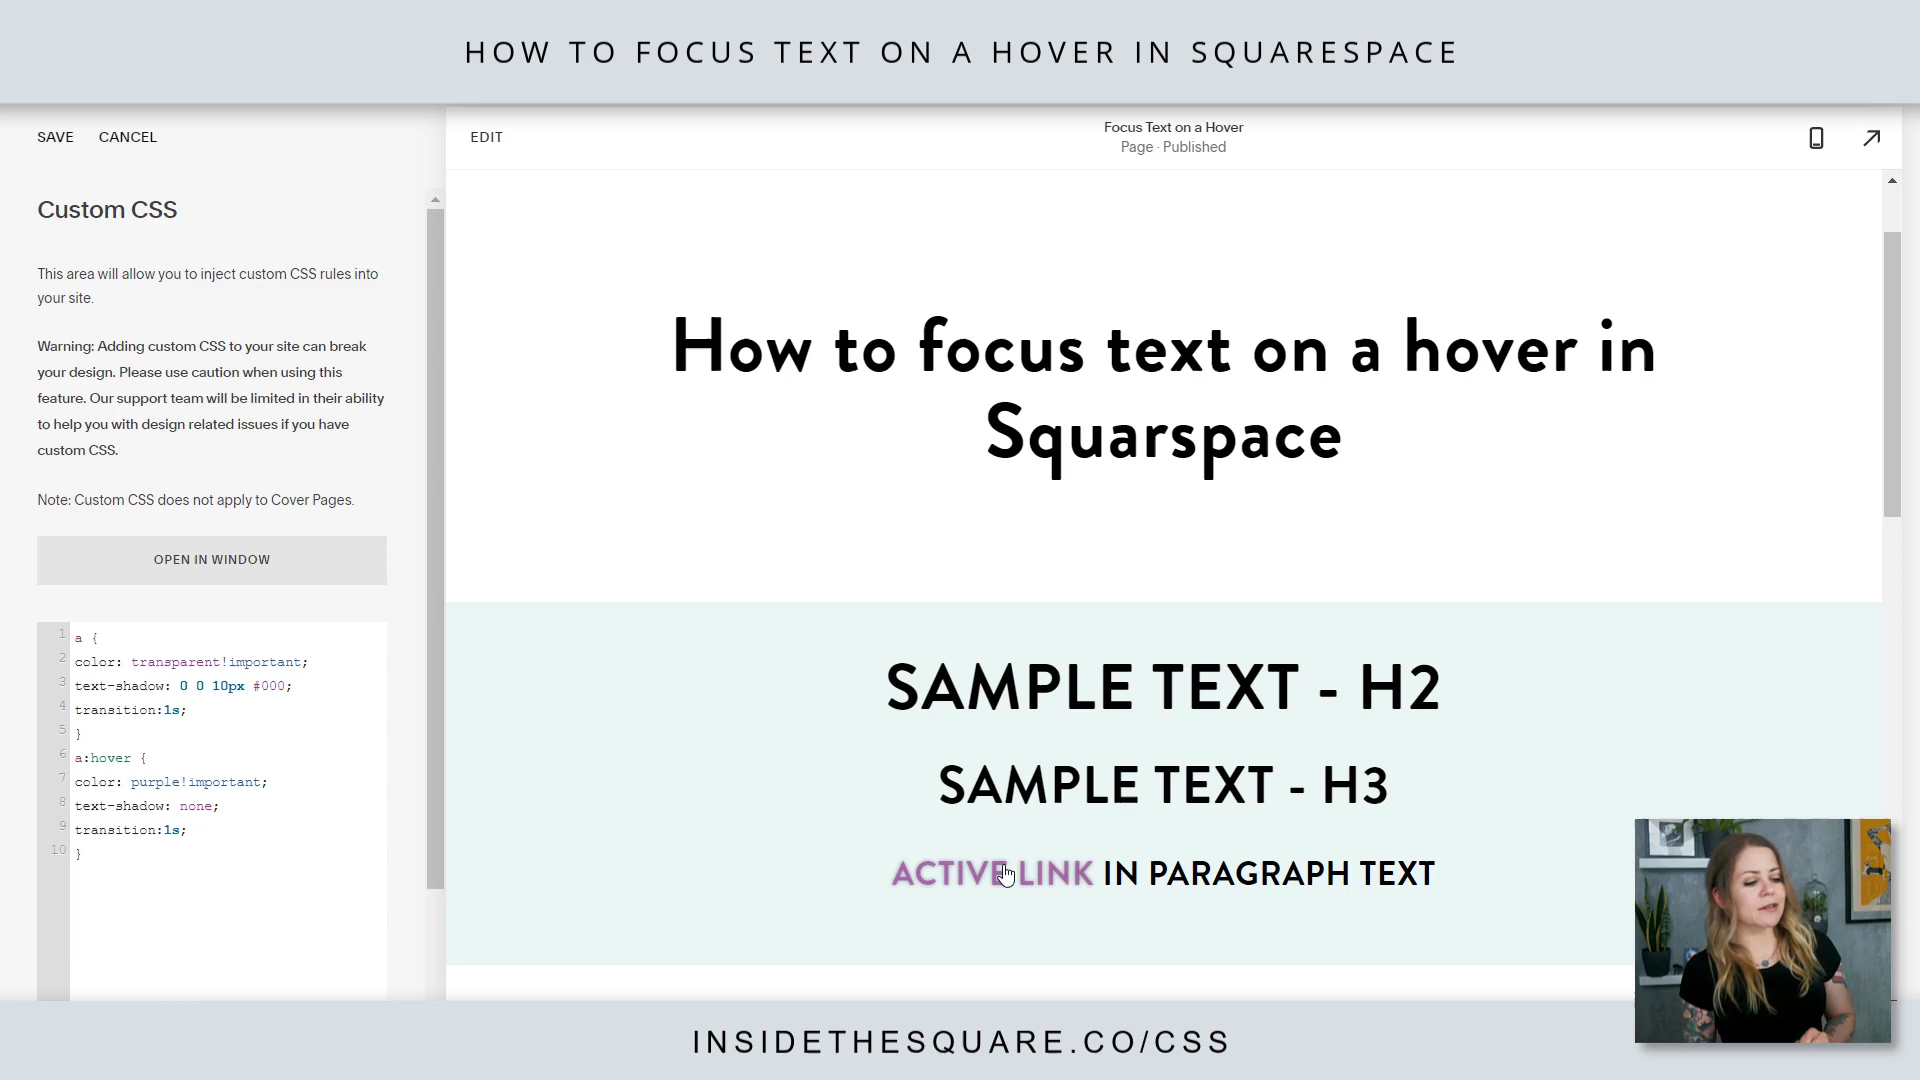 HOW TO FOCUS TEXT ON A HOVER IN SQUARESPACE
SAVE CANCEL
EDIT
Focus Text on a Hover
Page · Published
Custom CSS
This area will allow you to inject custom CSS rules into
your site.
Warning: Adding custom CSS to your site can break
your design. Please use caution when using this
feature. Our support team will be limited in their ability
to help you with design related issues if you have
custom CSS.
Note: Custom CSS does not apply to Cover Pages.
OPEN IN WINDOW
1 a {
2 color: transparent!important;
3 text-shadow: 0 0 10px #000;
4 transition:1s;
5 }
6 a:hover {
7 color: purple!important;
8 text-shadow: none;
9 transition:1s;
10 }
How to focus text on a hover in
Squarspace
SAMPLE TEXT - H2
SAMPLE TEXT - H3
ACTIVE LINK IN PARAGRAPH TEXT
INSIDETHESQUARE.CO/CSS